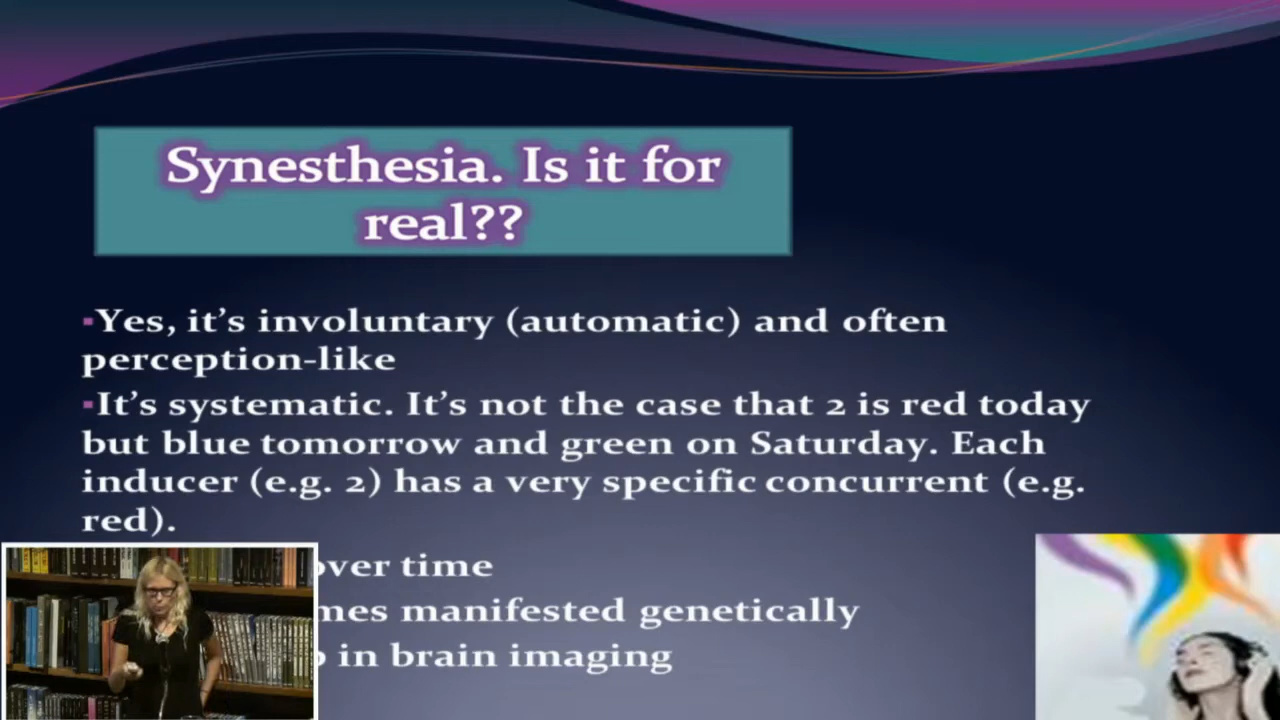 Synesthesia. Is it for
real??
▪Yes, it's involuntary (automatic) and often
perception-like
▪It's systematic. It's not the case that 2 is red today
but blue tomorrow and green on Saturday. Each
inducer (e.g. 2) has a very specific concurrent (e.g.
red).
over time
manifested genetically
in brain imaging